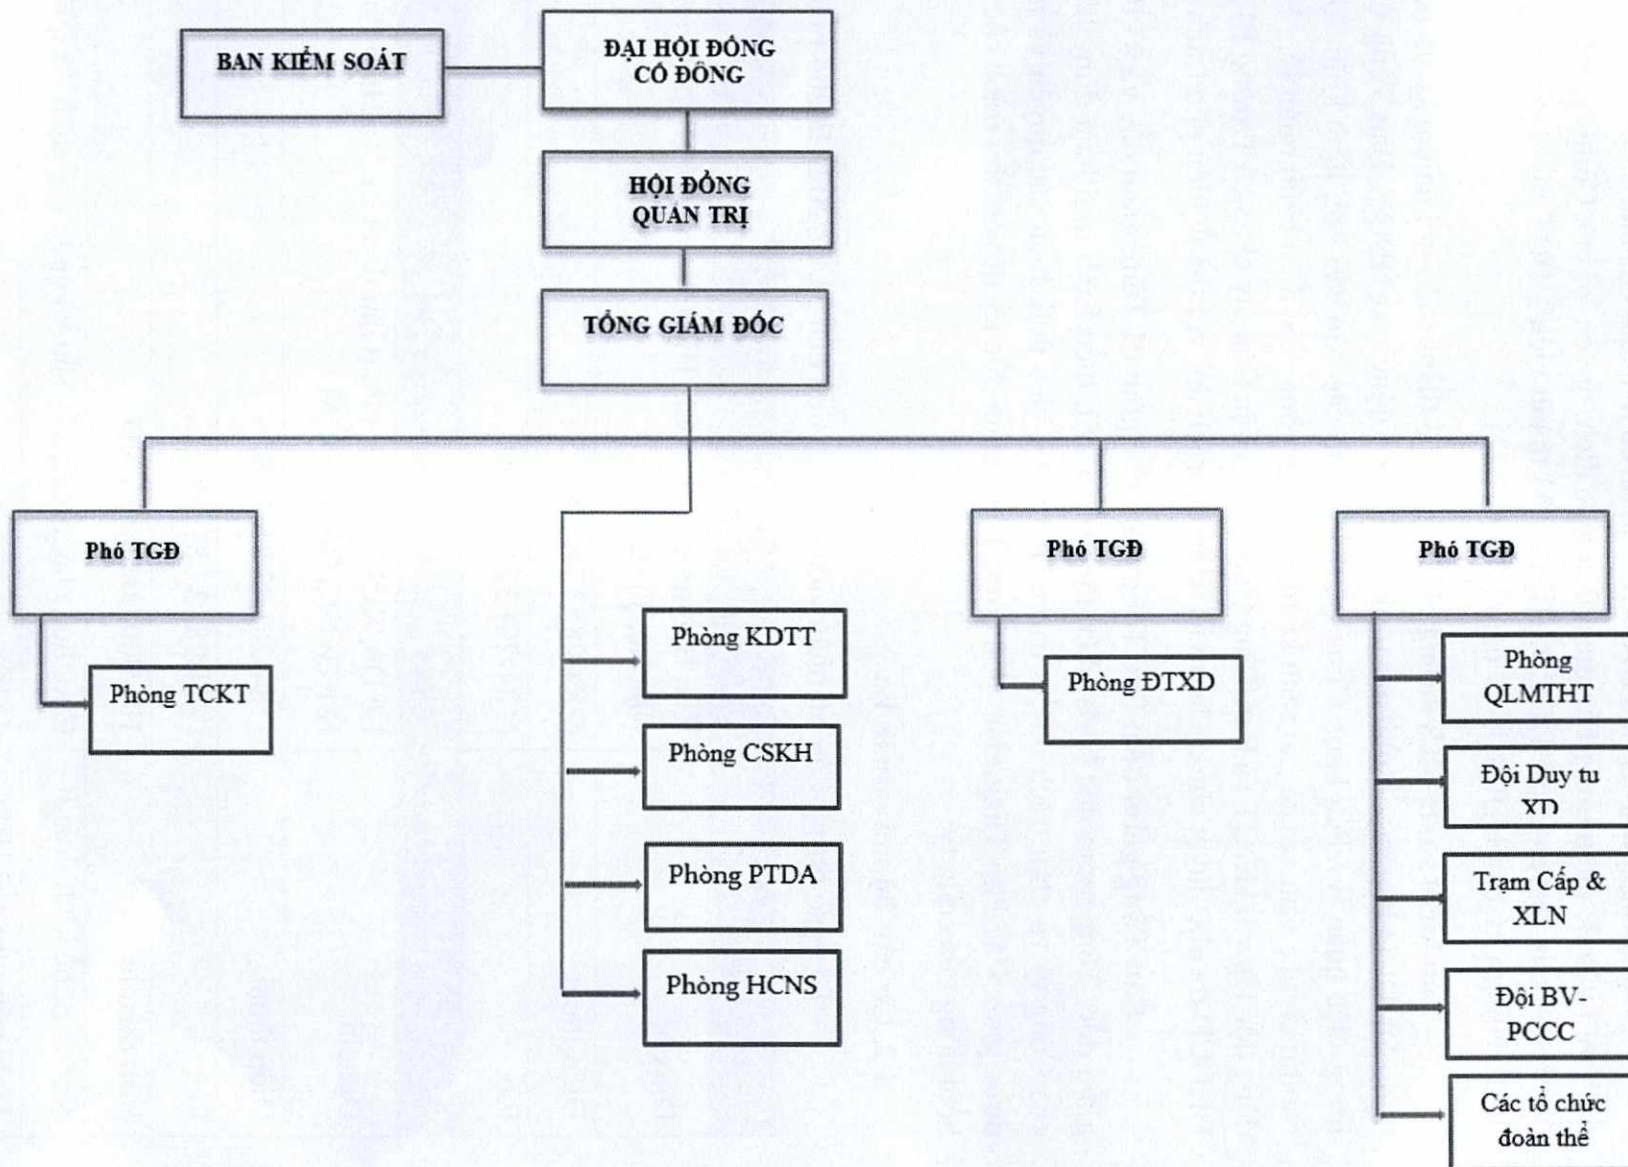 BAN KIỂM SOÁT
ĐẠI HỘI ĐỒNG
CỔ ĐÔNG
HỘI ĐỒNG
QUẢN TRỊ
TỔNG GIÁM ĐỐC
Phó TGĐ
Phòng TCKT
Phòng KDTT
Phòng CSKH
Phòng PTDA
Phòng HCNS
Phó TGĐ
Phòng ĐTXD
Phó TGĐ
Phòng
QLMTHT
Đội Duy tu
XD
Trạm Cấp &
XLN
Đội BV-
PCCC
Các tổ chức
đoàn thể